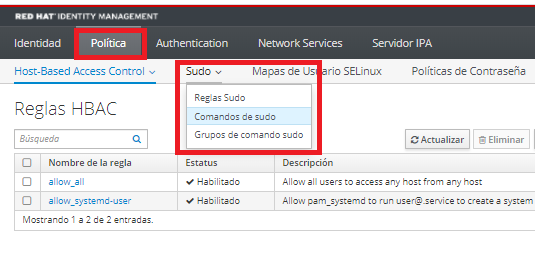 RED HAT® IDENTITY MANAGEMENT
Identidad Política Authentication Network Services Servidor IPA
Host-Based Access Control Sudo Mapas de Usuario SELinux Políticas de Contraseña
Reglas Sudo
Comandos de sudo
Grupos de comando sudo
Reglas HBAC
Búsqueda Actualizar Eliminar
Nombre de la regla Estatus Descripción
allow_all Habilitado Allow all users to access any host from any host
allow_systemd-user Habilitado Allow pam_systemd to run user@.service to create a system
Mostrando 1 a 2 de 2 entradas.